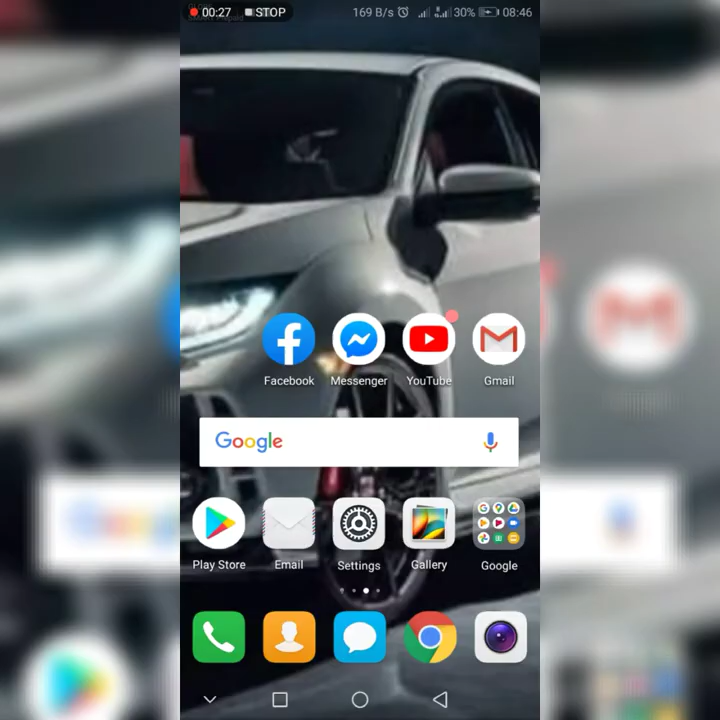 00:27 STOP 169 B/s 30% 08:46
Facebook Messenger YouTube Gmail
Google
Play Store Email Settings Gallery Google